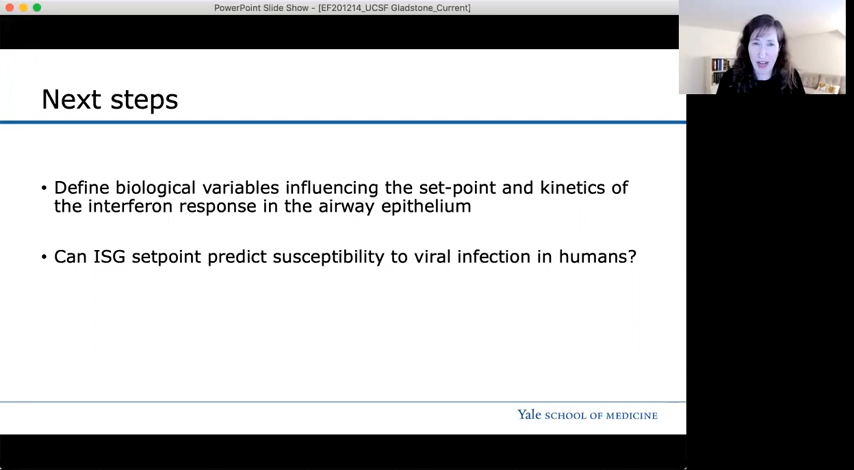 PowerPoint Slide Show - [EF201214_UCSF Gladstone_Current]
Next steps
• Define biological variables influencing the set-point and kinetics of
the interferon response in the airway epithelium
• Can ISG setpoint predict susceptibility to viral infection in humans?
Yale SCHOOL OF MEDICINE